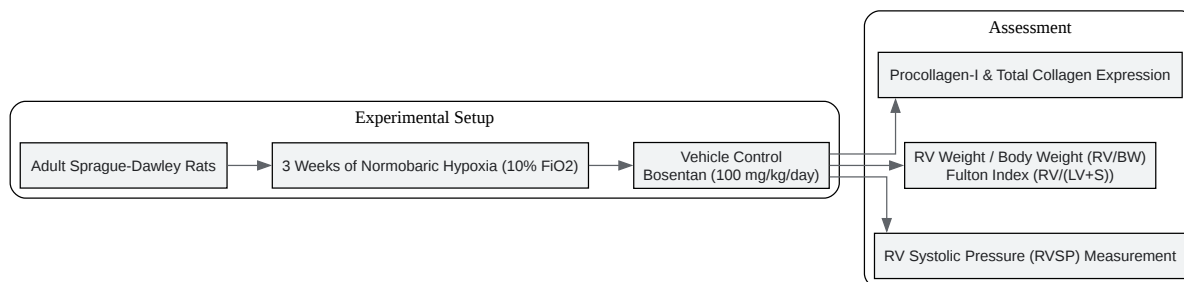 Experimental Setup
Adult Sprague-Dawley Rats
3 Weeks of Normobaric Hypoxia (10% FiO2)
Vehicle Control
Bosentan (100 mg/kg/day)
Assessment
Procollagen-I & Total Collagen Expression
RV Weight / Body Weight (RV/BW)
Fulton Index (RV/(LV+S))
RV Systolic Pressure (RVSP) Measurement